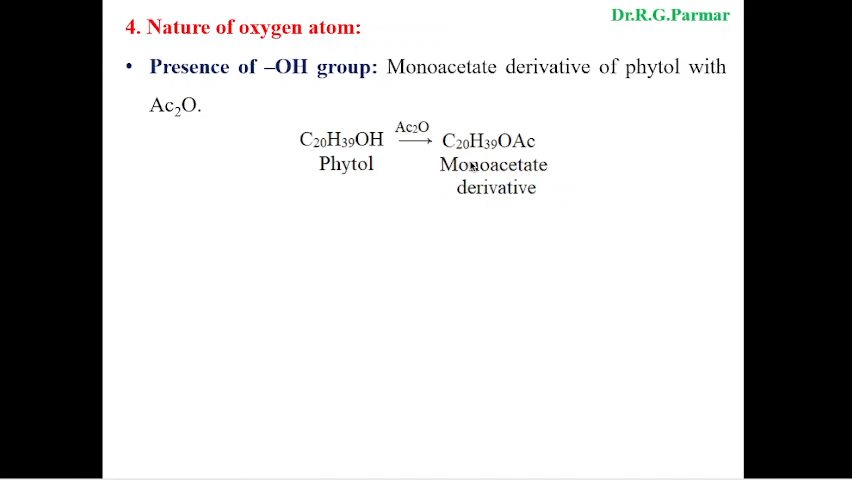 Dr.R.G.Parmar
4. Nature of oxygen atom:
• Presence of –OH group: Monoacetate derivative of phytol with
Ac₂O.
Ac₂O
C₂₀H₃₉OH ⟶ C₂₀H₃₉OAc
Phytol Monoacetate
derivative